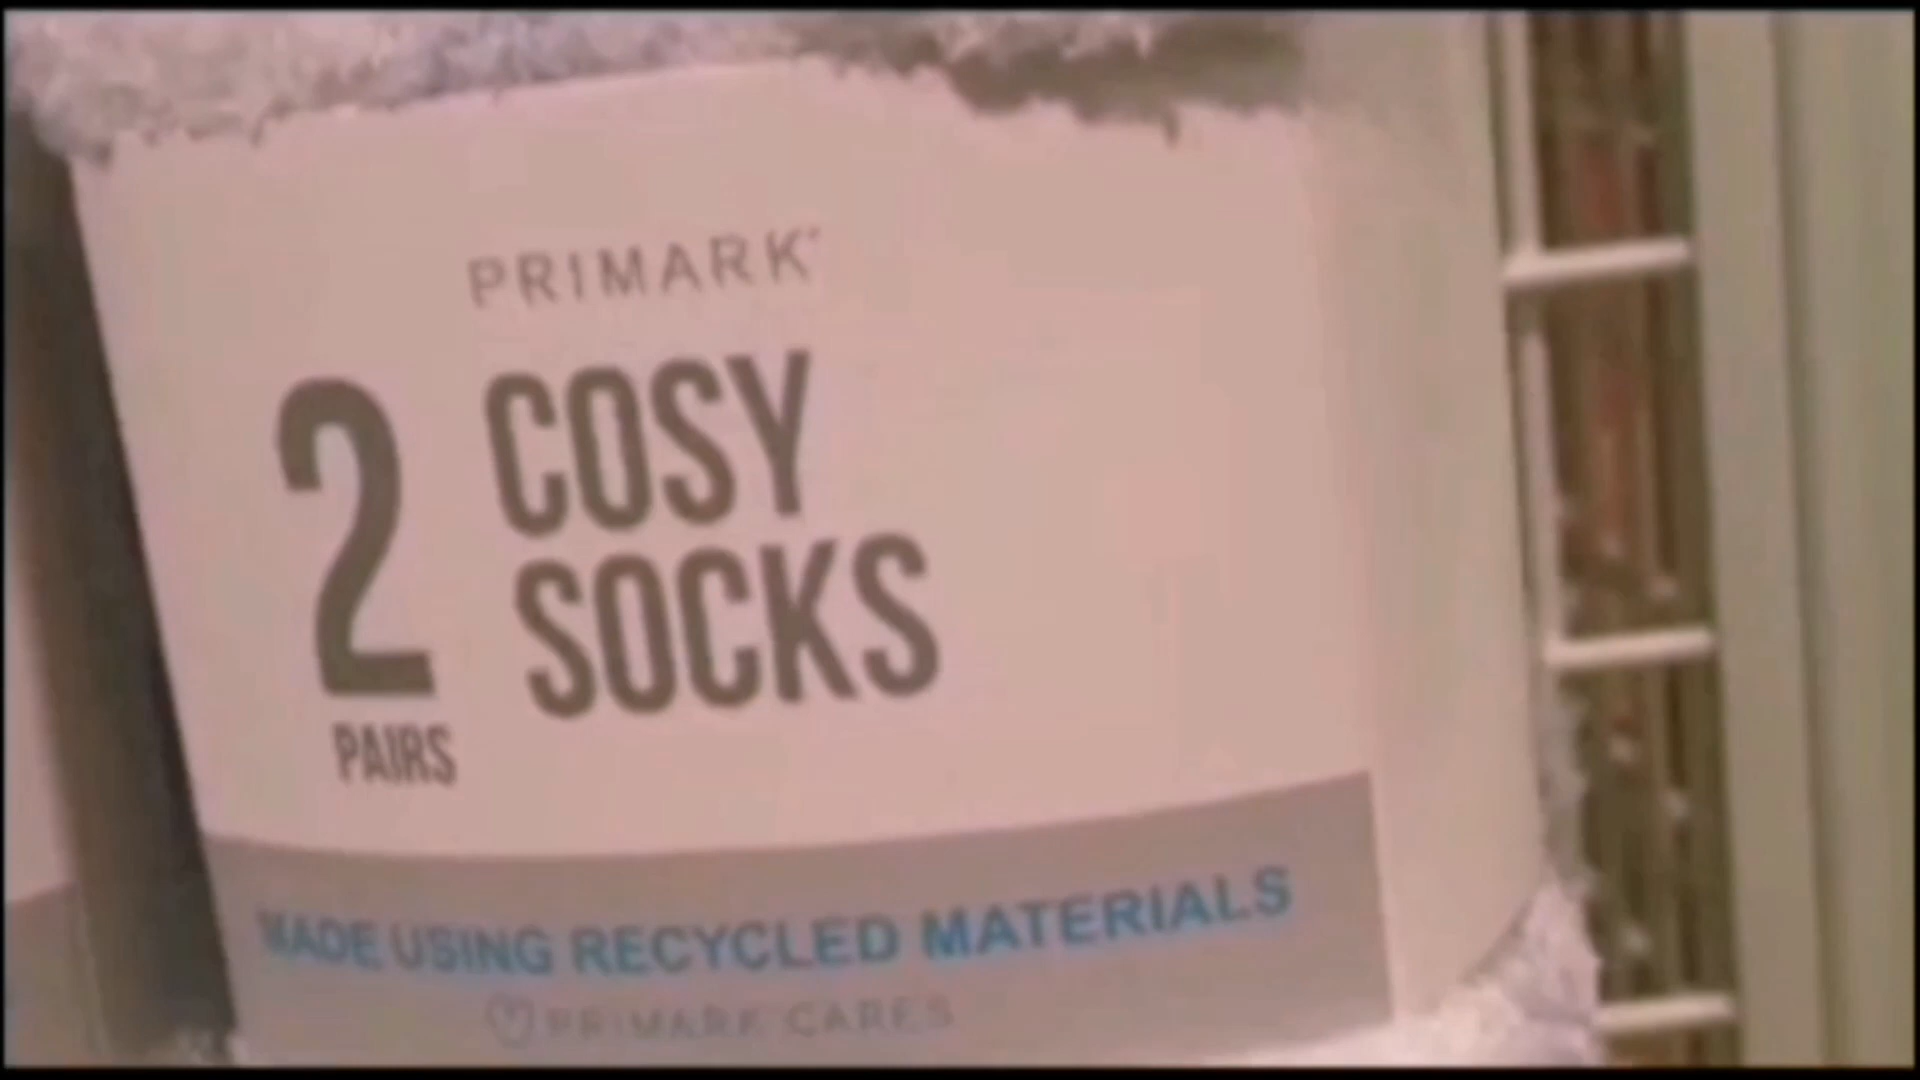 PRIMARK
2 COSY
SOCKS
PAIRS
MADE USING RECYCLED MATERIALS
PRIMARK CARES